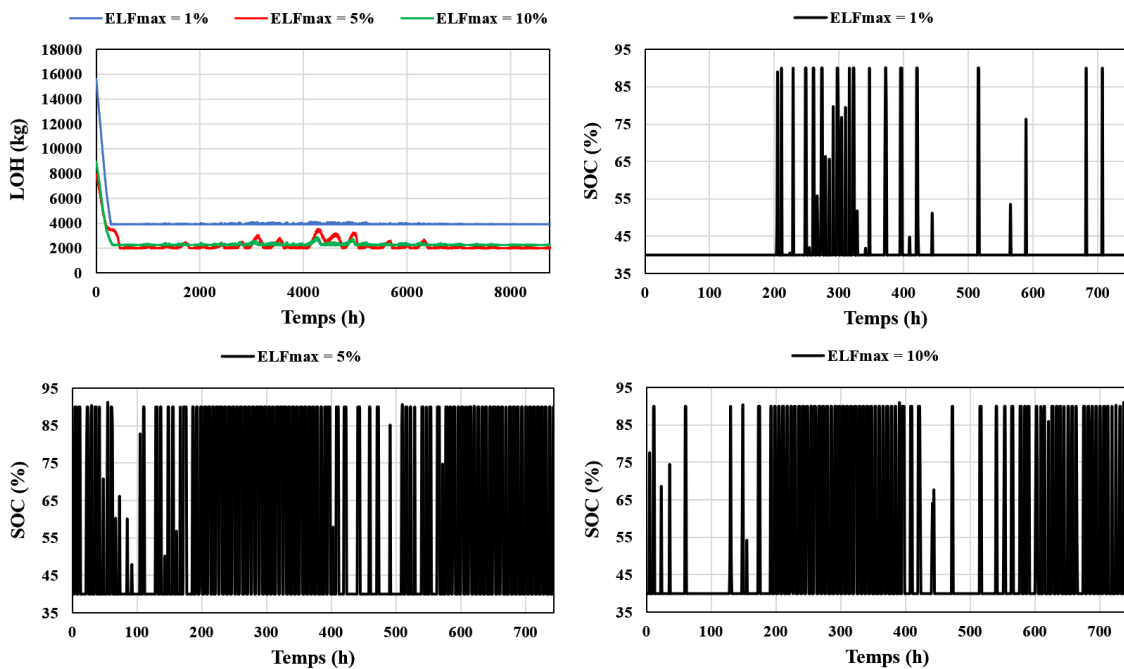 ELFmax = 1% ELFmax = 5% ELFmax = 10%
18000
16000
14000
12000
10000
8000
6000
4000
2000
0
LOH (kg)
0 2000 4000 6000 8000
Temps (h)
ELFmax = 1%
95
85
75
65
55
45
35
SOC (%)
0 100 200 300 400 500 600 700
Temps (h)
ELFmax = 5%
95
85
75
65
55
45
35
SOC (%)
0 100 200 300 400 500 600 700
Temps (h)
ELFmax = 10%
95
85
75
65
55
45
35
SOC (%)
0 100 200 300 400 500 600 700
Temps (h)